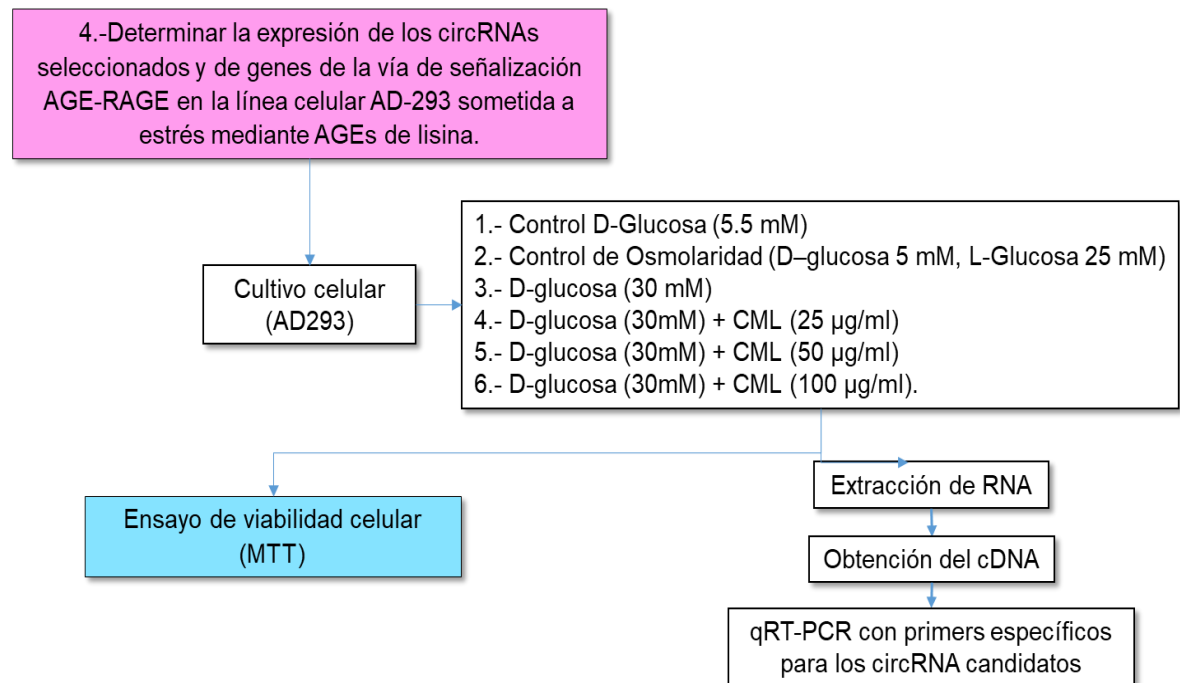 4.-Determinar la expresión de los circRNAs
seleccionados y de genes de la vía de señalización
AGE-RAGE en la línea celular AD-293 sometida a
estrés mediante AGEs de lisina.
Cultivo celular
(AD293)
1.- Control D-Glucosa (5.5 mM)
2.- Control de Osmolaridad (D–glucosa 5 mM, L-Glucosa 25 mM)
3.- D-glucosa (30 mM)
4.- D-glucosa (30mM) + CML (25 µg/ml)
5.- D-glucosa (30mM) + CML (50 µg/ml)
6.- D-glucosa (30mM) + CML (100 µg/ml).
Ensayo de viabilidad celular
(MTT)
Extracción de RNA
Obtención del cDNA
qRT-PCR con primers específicos
para los circRNA candidatos